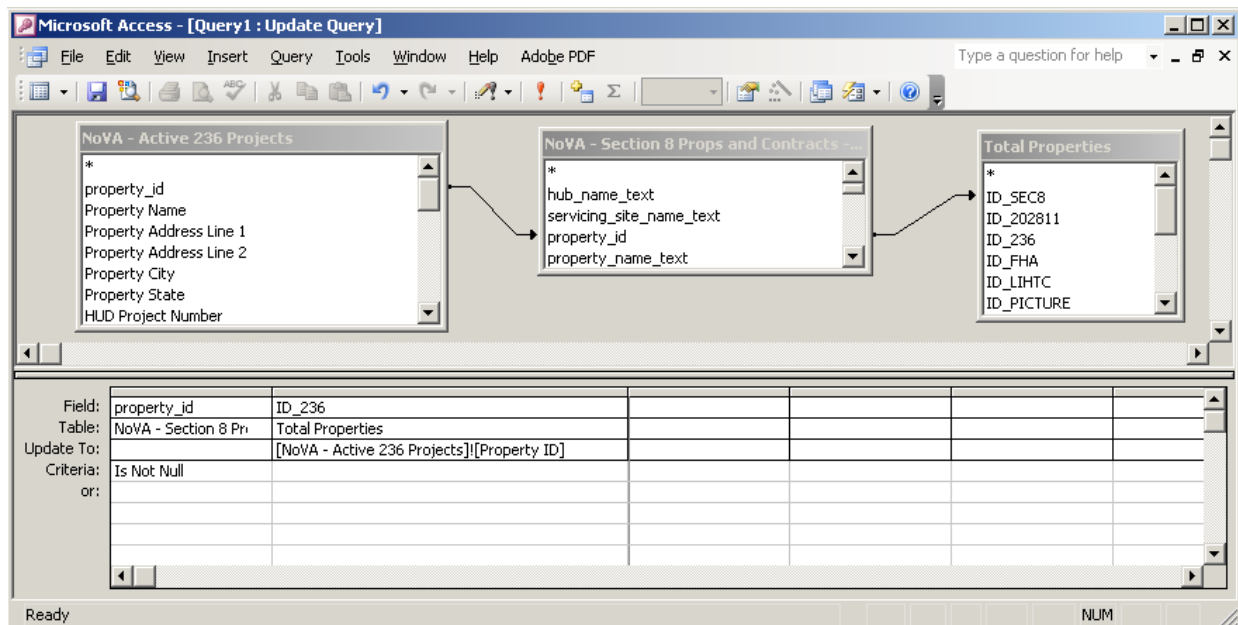 Microsoft Access - [Query1 : Update Query]
File Edit View Insert Query Tools Window Help Adobe PDF Type a question for help
ABC Σ
NoVA - Active 236 Projects
*
property_id
Property Name
Property Address Line 1
Property Address Line 2
Property City
Property State
HUD Project Number
NoVA - Section 8 Props and Contracts -...
*
hub_name_text
servicing_site_name_text
property_id
property_name_text
Total Properties
*
ID_SEC8
ID_202811
ID_236
ID_FHA
ID_LIHTC
ID_PICTURE
Field: property_id ID_236
Table: NoVA - Section 8 Pr Total Properties
Update To: [NoVA - Active 236 Projects]![Property ID]
Criteria: Is Not Null
or:
Ready NUM